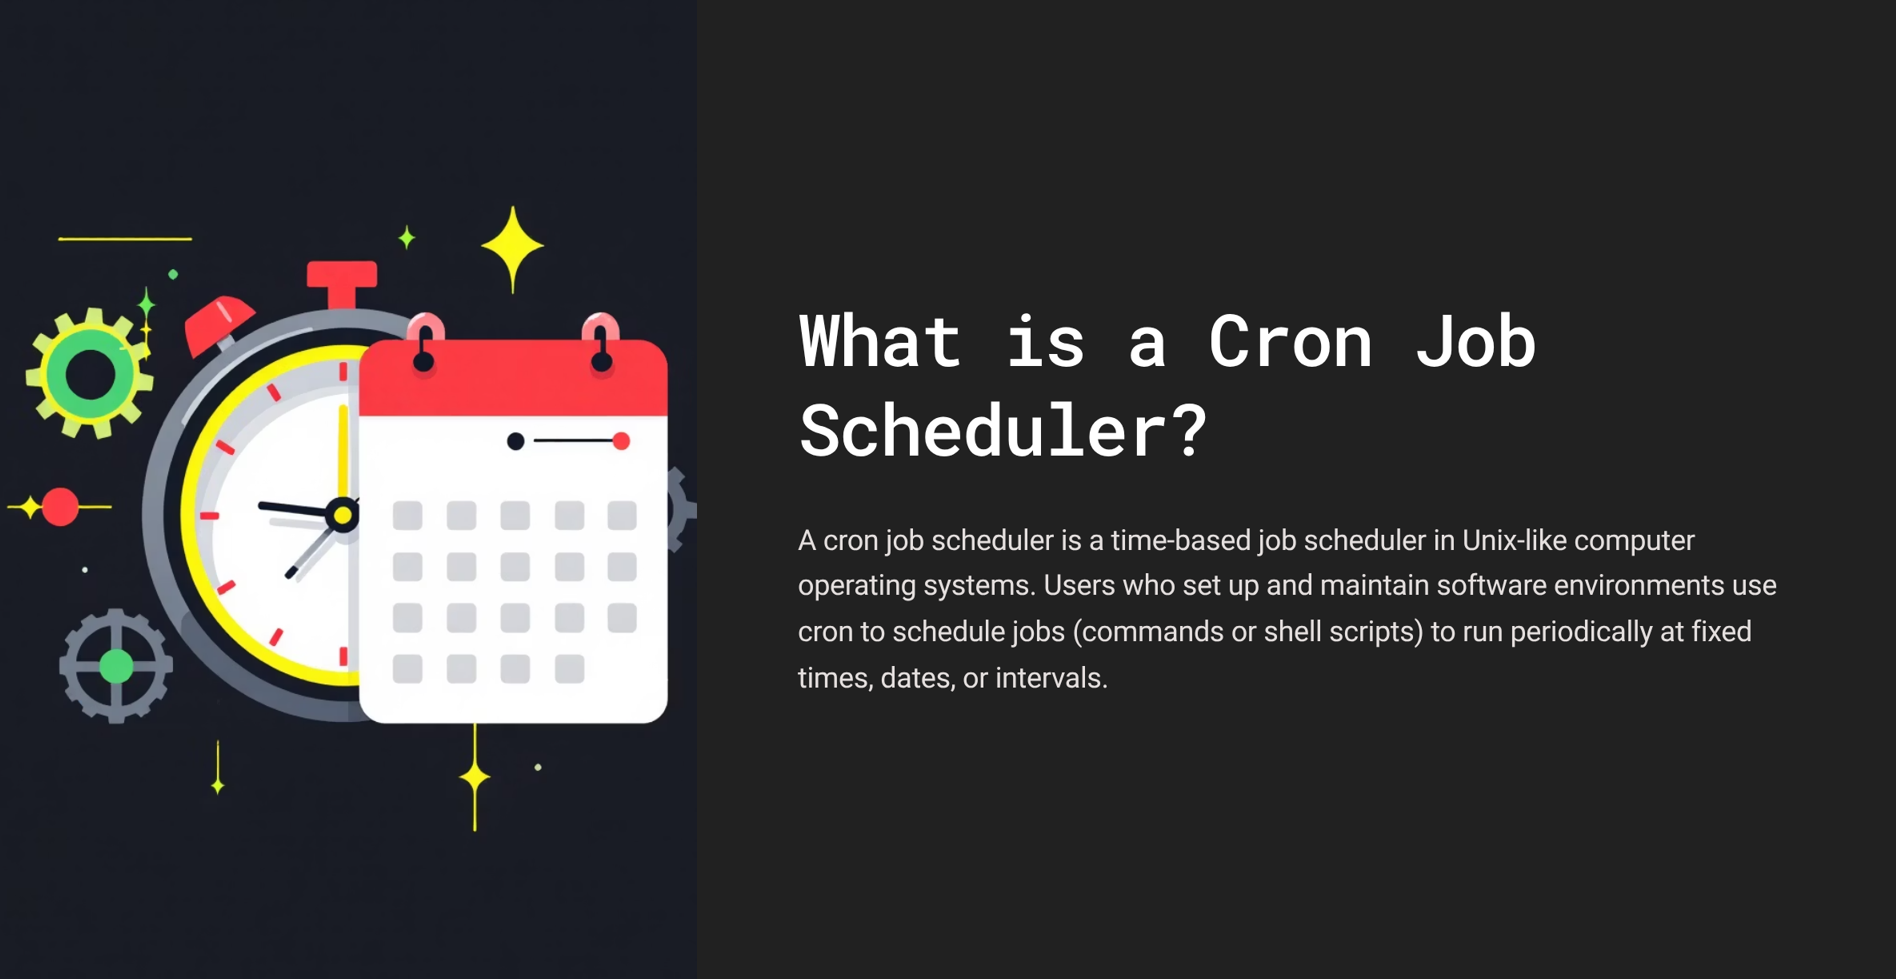 What is a Cron Job
Scheduler?
A cron job scheduler is a time-based job scheduler in Unix-like computer
operating systems. Users who set up and maintain software environments use
cron to schedule jobs (commands or shell scripts) to run periodically at fixed
times, dates, or intervals.